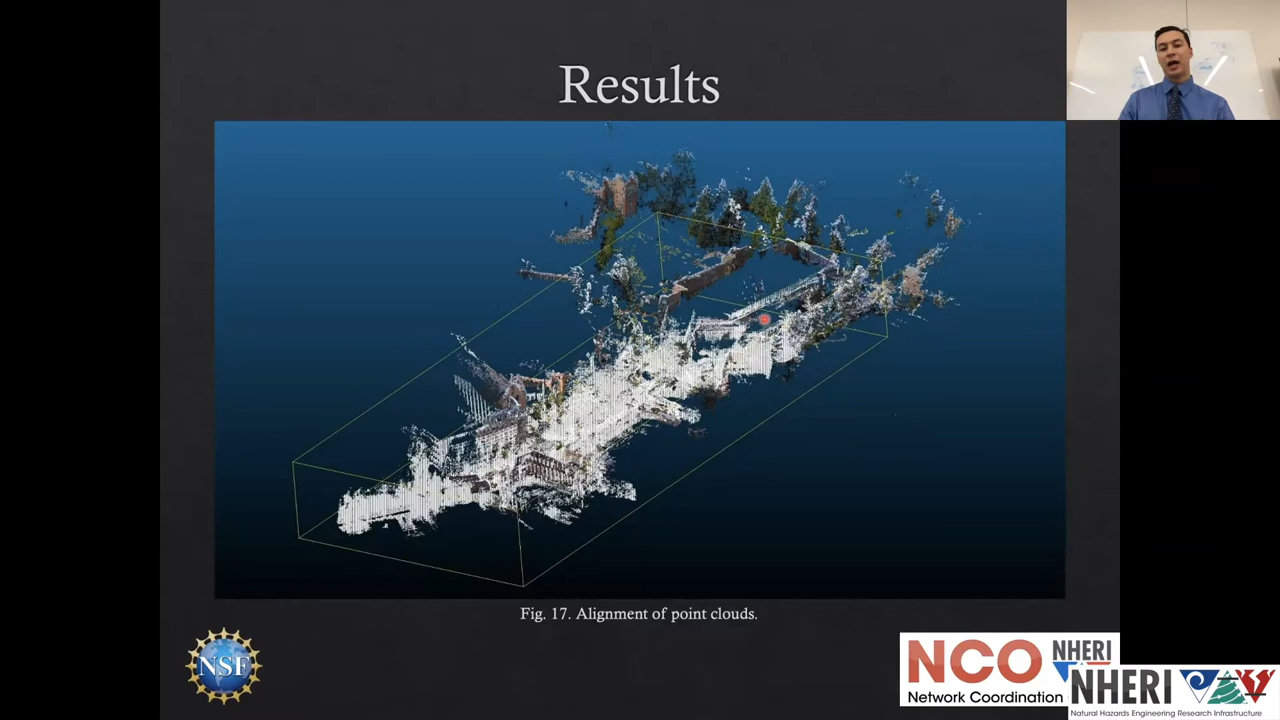 Results
Fig. 17. Alignment of point clouds.
NSF
NCO
Network Coordination
NHERI
NHERI
Natural Hazards Engineering Research Infrastructure